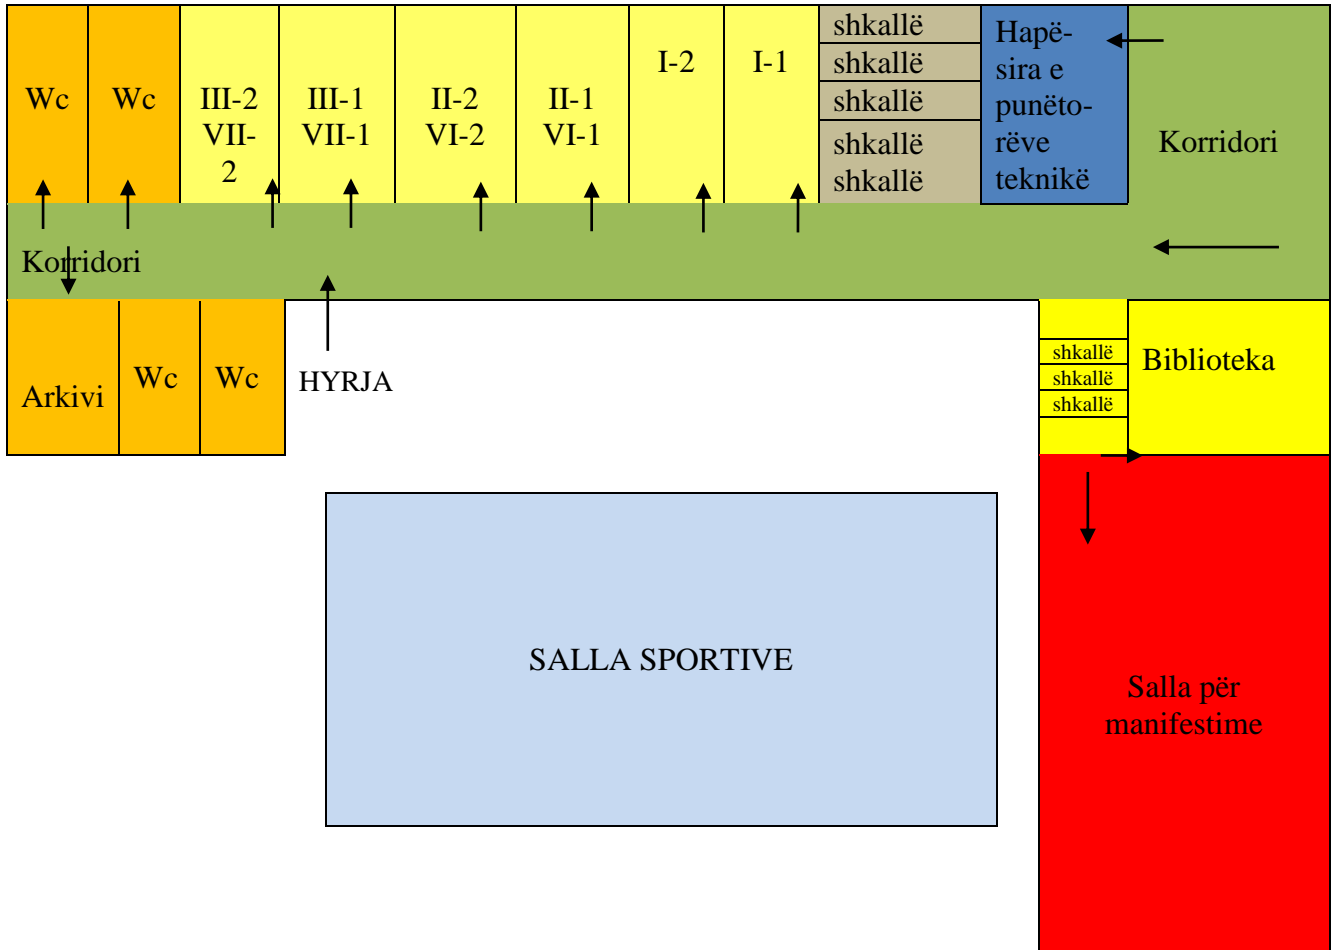 Wc
Wc
III-2
VII-
2
III-1
VII-1
II-2
VI-2
II-1
VI-1
I-2
I-1
shkallë
shkallë
shkallë
shkallë
shkallë
Hapë-
sira e
punëto-
rëve
teknikë
Korridori
Korridori
Arkivi
Wc
Wc
HYRJA
shkallë
shkallë
shkallë
Biblioteka
SALLA SPORTIVE
Salla për
manifestime